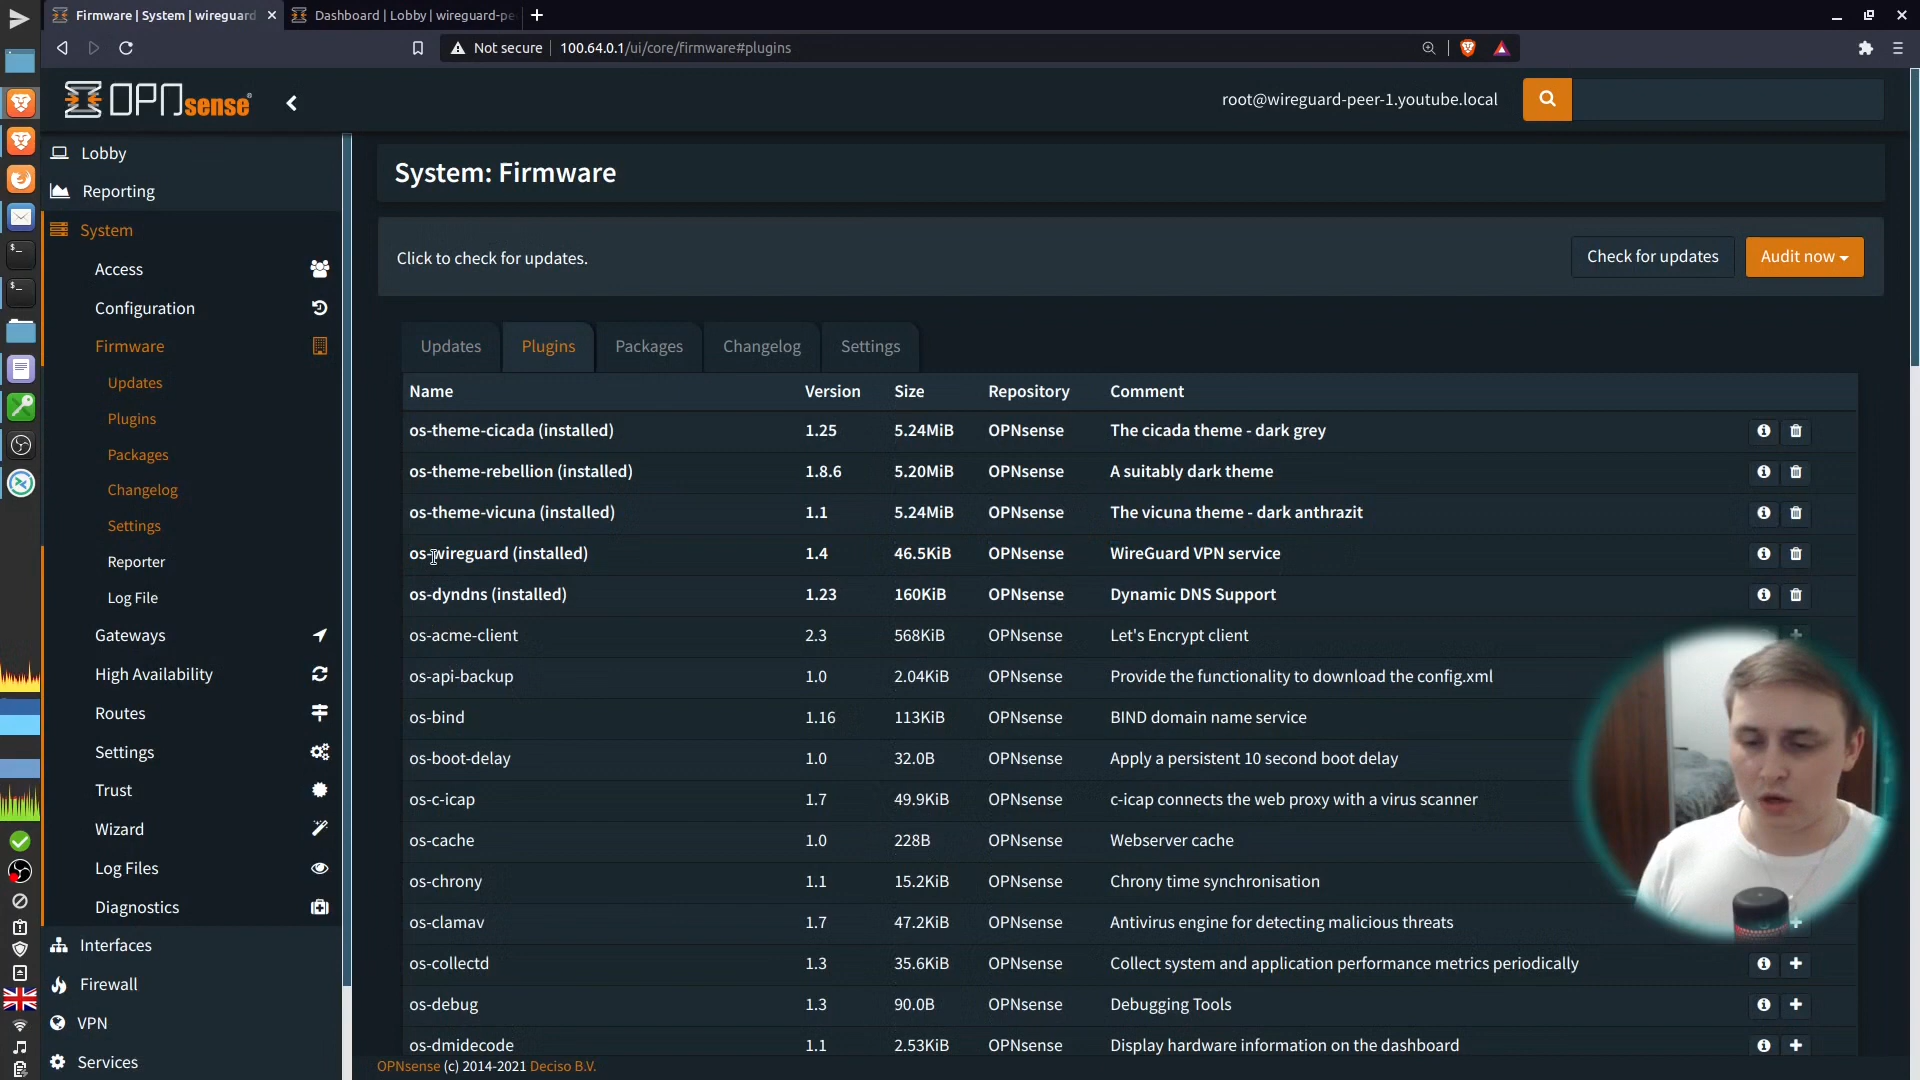 Firmware | System | wireguard
Dashboard | Lobby | wireguard-pe
Not secure
100.64.0.1/ui/core/firmware#plugins
OPNsense
root@wireguard-peer-1.youtube.local
Lobby
Reporting
System
Access
Configuration
Firmware
Updates
Plugins
Packages
Changelog
Settings
Reporter
Log File
Gateways
High Availability
Routes
Settings
Trust
Wizard
Log Files
Diagnostics
Interfaces
Firewall
VPN
Services
System: Firmware
Click to check for updates.
Check for updates
Audit now
Updates Plugins Packages Changelog Settings
Name Version Size Repository Comment
os-theme-cicada (installed) 1.25 5.24MiB OPNsense The cicada theme - dark grey
os-theme-rebellion (installed) 1.8.6 5.20MiB OPNsense A suitably dark theme
os-theme-vicuna (installed) 1.1 5.24MiB OPNsense The vicuna theme - dark anthrazit
os-wireguard (installed) 1.4 46.5KiB OPNsense WireGuard VPN service
os-dyndns (installed) 1.23 160KiB OPNsense Dynamic DNS Support
os-acme-client 2.3 568KiB OPNsense Let's Encrypt client
os-api-backup 1.0 2.04KiB OPNsense Provide the functionality to download the config.xml
os-bind 1.16 113KiB OPNsense BIND domain name service
os-boot-delay 1.0 32.0B OPNsense Apply a persistent 10 second boot delay
os-c-icap 1.7 49.9KiB OPNsense c-icap connects the web proxy with a virus scanner
os-cache 1.0 228B OPNsense Webserver cache
os-chrony 1.1 15.2KiB OPNsense Chrony time synchronisation
os-clamav 1.7 47.2KiB OPNsense Antivirus engine for detecting malicious threats
os-collectd 1.3 35.6KiB OPNsense Collect system and application performance metrics periodically
os-debug 1.3 90.0B OPNsense Debugging Tools
os-dmidecode 1.1 2.53KiB OPNsense Display hardware information on the dashboard
OPNsense (c) 2014-2021 Deciso B.V.